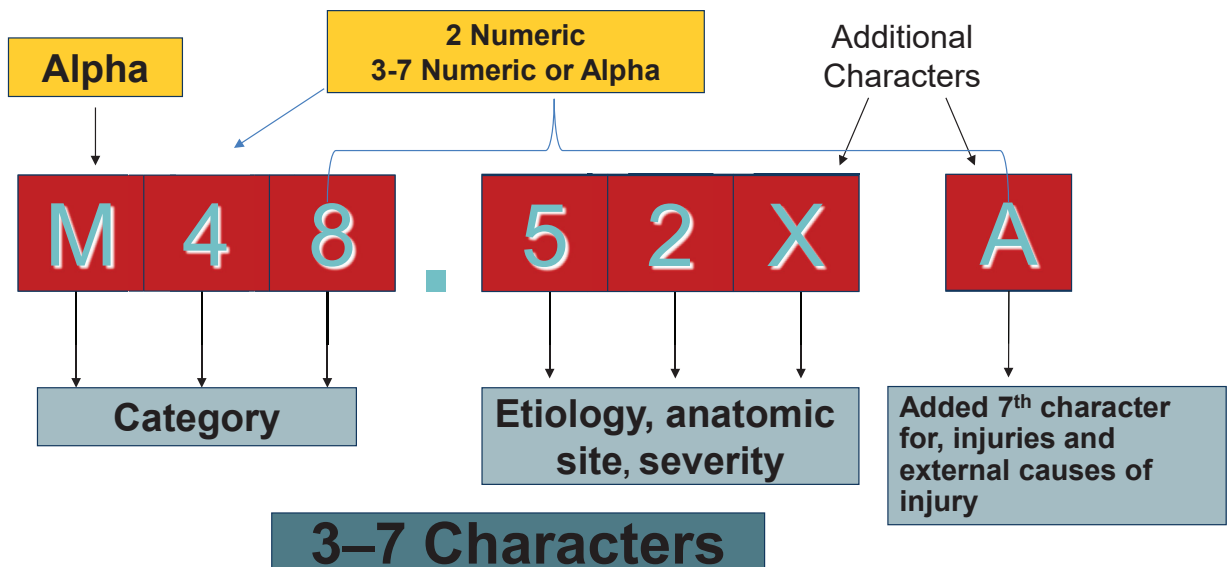 Alpha
2 Numeric
3-7 Numeric or Alpha
Additional
Characters
M 4 8 . 5 2 X A
Category
Etiology, anatomic
site, severity
Added 7th character
for, injuries and
external causes of
injury
3–7 Characters